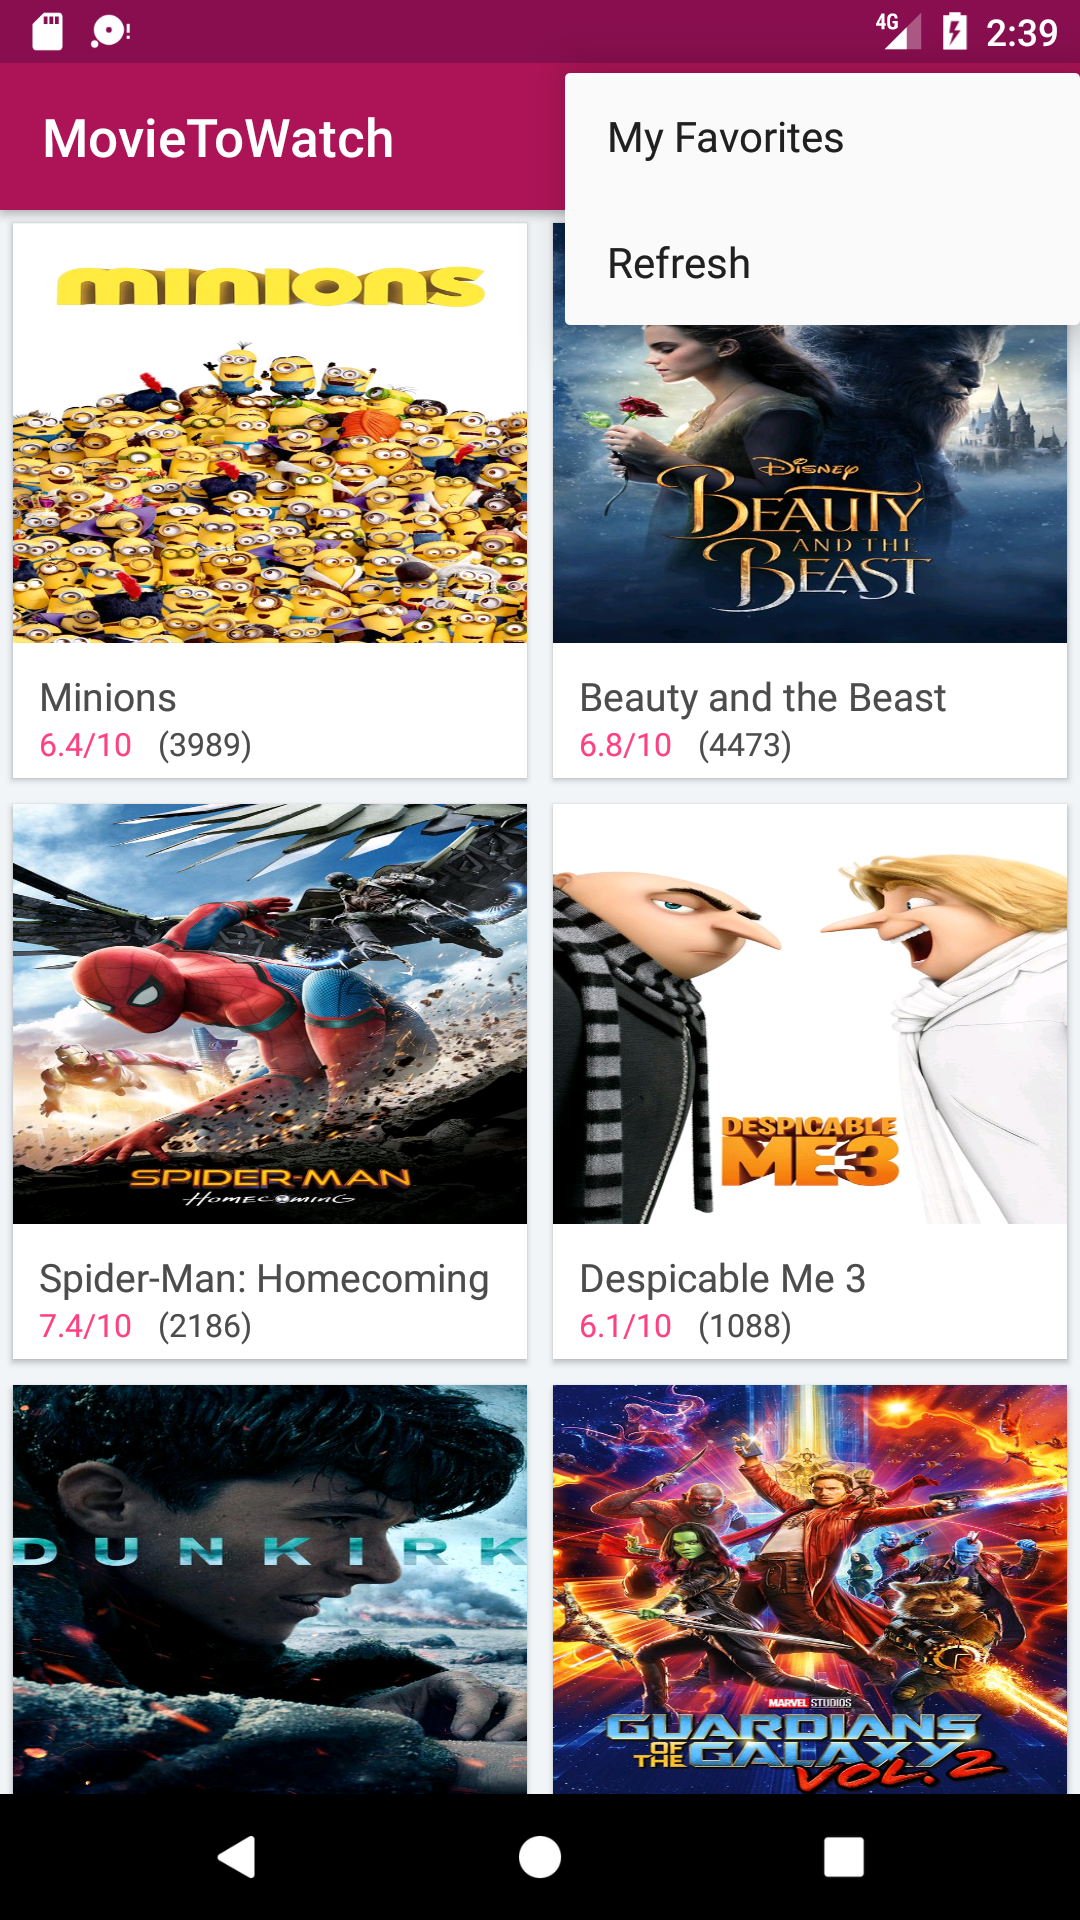 4G 2:39
MovieToWatch
My Favorites
Refresh
minions
Disney
BEAUTY
AND THE
BEAST
Minions
6.4/10 (3989)
Beauty and the Beast
6.8/10 (4473)
SPIDER-MAN
HOMECOMING
DESPICABLE
ME3
Spider-Man: Homecoming
7.4/10 (2186)
Despicable Me 3
6.1/10 (1088)
DUNKIRK
MARVEL STUDIOS
GUARDIANS
OF THE GALAXY
VOL. 2